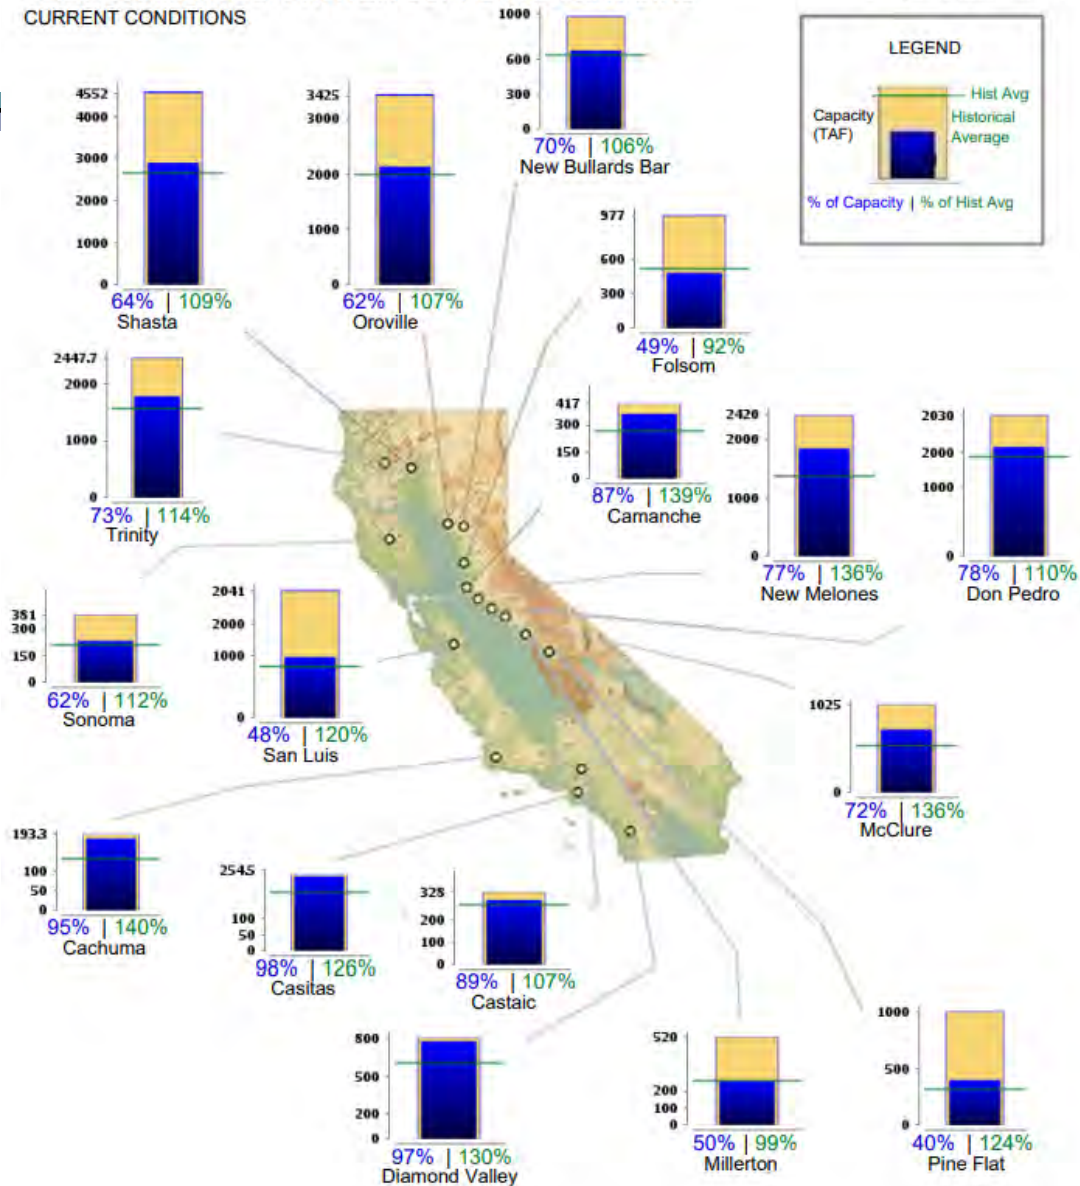 CURRENT CONDITIONS
LEGEND
Hist Avg
Capacity
(TAF)
Historical
Average
% of Capacity | % of Hist Avg
1000
600
300
0
70% | 106%
New Bullards Bar
4552
4000
3000
2000
1000
0
64% | 109%
Shasta
3425
3000
2000
1000
0
62% | 107%
Oroville
977
600
300
0
49% | 92%
Folsom
2447.7
2000
1000
0
73% | 114%
Trinity
417
300
150
0
87% | 139%
Camanche
2420
2000
1000
0
77% | 136%
New Melones
2030
2000
1000
0
78% | 110%
Don Pedro
381
300
150
0
62% | 112%
Sonoma
2041
2000
1000
0
48% | 120%
San Luis
1025
0
72% | 136%
McClure
193.3
100
50
0
95% | 140%
Cachuma
254.5
100
50
0
98% | 126%
Casitas
325
200
100
0
89% | 107%
Castaic
800
500
200
0
97% | 130%
Diamond Valley
520
200
100
0
50% | 99%
Millerton
1000
500
0
40% | 124%
Pine Flat